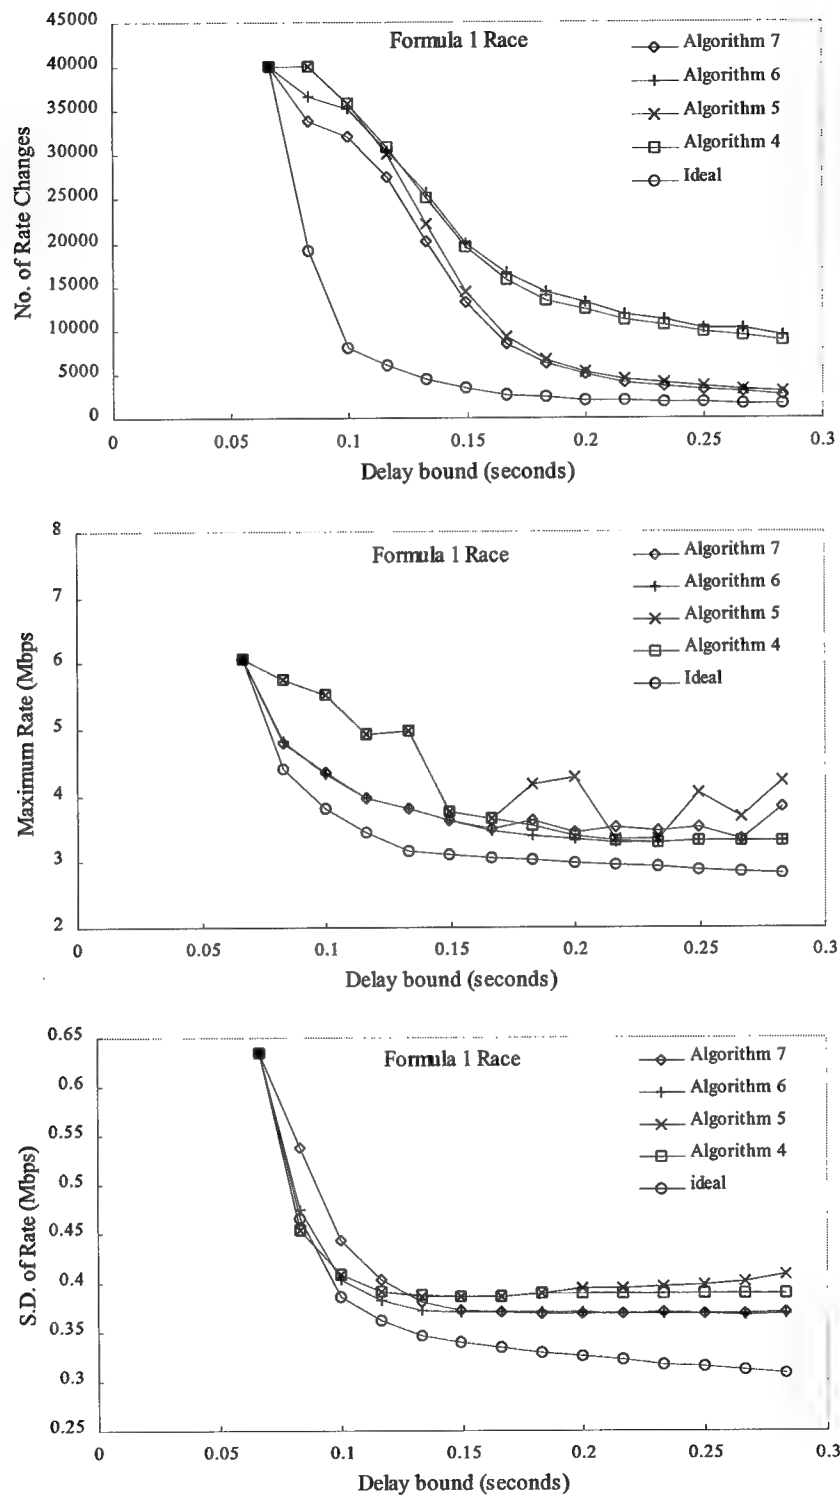 45000
40000
35000
30000
25000
20000
15000
10000
5000
0
No. of Rate Changes
Formula 1 Race
Algorithm 7
Algorithm 6
Algorithm 5
Algorithm 4
Ideal
0 0.05 0.1 0.15 0.2 0.25 0.3
Delay bound (seconds)
8
7
6
5
4
3
2
Maximum Rate (Mbps
Formula 1 Race
Algorithm 7
Algorithm 6
Algorithm 5
Algorithm 4
Ideal
0 0.05 0.1 0.15 0.2 0.25 0.3
Delay bound (seconds)
0.65
0.6
0.55
0.5
0.45
0.4
0.35
0.3
0.25
S.D. of Rate (Mbps)
Formula 1 Race
Algorithm 7
Algorithm 6
Algorithm 5
Algorithm 4
ideal
0 0.05 0.1 0.15 0.2 0.25 0.3
Delay bound (seconds)